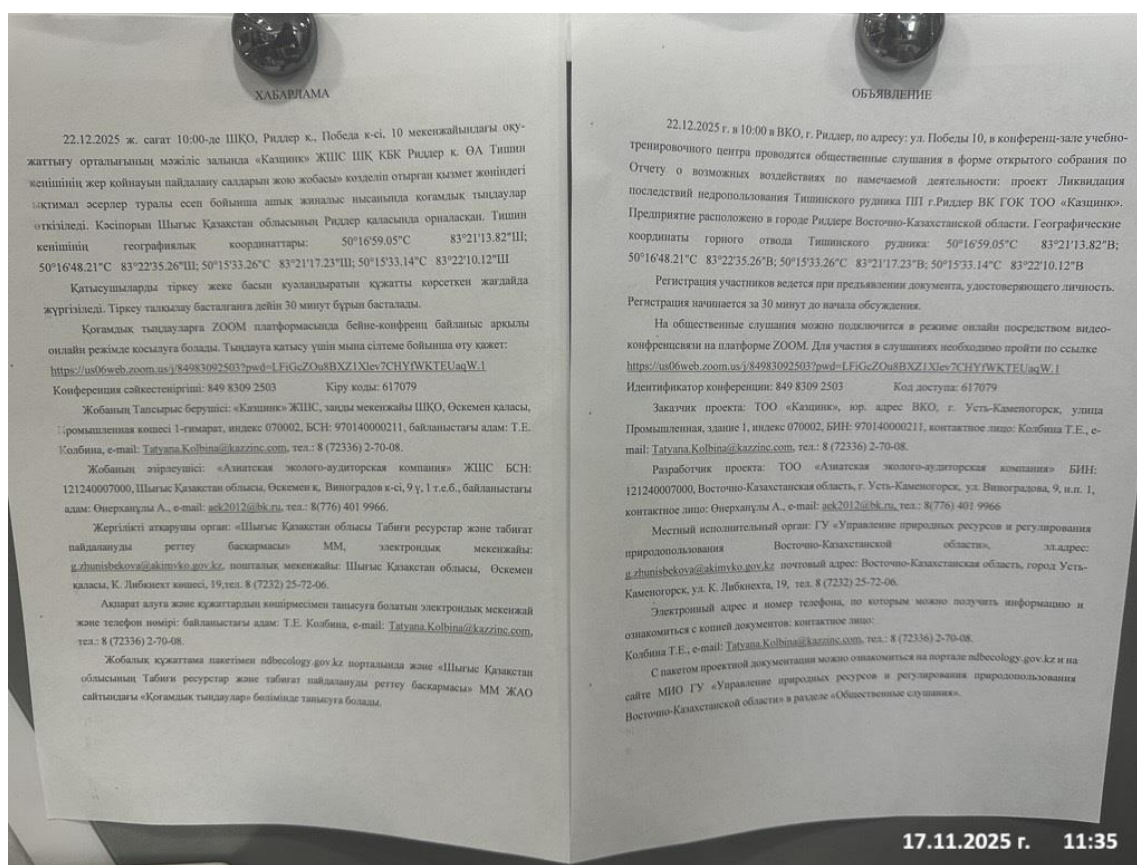 ХАБАРЛАМА
22.12.2025 ж. сағат 10:00-де ШҚО, Риддер қ., Победа к-сі, 10 мекенжайындағы оқу-
жаттығу орталығының мәжіліс залында «Казцинк» ЖШС ШҚ КБК Риддер қ. ӨА Тишин
кенішінің жер қойнауын пайдалану салдарын жою жобасы» көзделіп отырған қызмет жөніндегі
ықтимал әсерлер туралы есеп бойынша ашық жиналыс нысанында қоғамдық тыңдаулар
өткізіледі. Кәсіпорын Шығыс Қазақстан облысының Риддер қаласында орналасқан. Тишин
кенішінің географиялық координаттары: 50°16'59.05"С 83°21'13.82"Ш;
50°16'48.21"С 83°22'35.26"Ш; 50°15'33.26"С 83°21'17.23"Ш; 50°15'33.14"С 83°22'10.12"Ш
Қатысушыларды тіркеу жеке басын куәландыратын құжатты көрсеткен жағдайда
жүргізіледі. Тіркеу талқылау басталғанға дейін 30 минут бұрын басталады.
Қоғамдық тыңдауларға ZOOM платформасында бейне-конференц байланыс арқылы
онлайн режимде қосылуға болады. Тыңдауға қатысу үшін мына сілтеме бойынша өту қажет:
https://us06web.zoom.us/j/84983092503?pwd=LFiGcZOu8BXZ1Xlev7CHYfWKTEUaqW.1
Конференция сәйкестендіргіші: 849 8309 2503 Кіру коды: 617079
Жобаның Тапсырыс берушісі: «Казцинк» ЖШС, заңды мекенжайы ШҚО, Өскемен қаласы,
Промышленная көшесі 1-ғимарат, индекс 070002, БСН: 970140000211, байланыстағы адам: Т.Е.
Колбина, e-mail: Tatyana.Kolbina@kazzinc.com, тел.: 8 (72336) 2-70-08.
Жобаның әзірлеушісі: «Азиатская эколого-аудиторская компания» ЖШС БСН:
121240007000, Шығыс Қазақстан облысы, Өскемен қ, Виноградов к-сі, 9 ү, 1 т.е.б., байланыстағы
адам: Өнерханұлы А., e-mail: aek2012@bk.ru, тел.: 8(776) 401 9966.
Жергілікті атқарушы орган: «Шығыс Қазақстан облысы Табиғи ресурстар және табиғат
пайдалануды реттеу басқармасы» ММ, электрондық мекенжайы:
g.zhunisbekova@akimvko.gov.kz, пошталық мекенжайы: Шығыс Қазақстан облысы, Өскемен
қаласы, К. Либкнехт көшесі, 19,тел. 8 (7232) 25-72-06.
Ақпарат алуға және құжаттардың көшірмесімен танысуға болатын электрондық мекенжай
және телефон нөмірі: байланыстағы адам: Т.Е. Колбина, e-mail: Tatyana.Kolbina@kazzinc.com,
тел.: 8 (72336) 2-70-08.
Жобалық құжаттама пакетімен ndbecology.gov.kz порталында және «Шығыс Қазақстан
облысының Табиғи ресурстар және табиғат пайдалануды реттеу басқармасы» ММ ЖАО
сайтындағы «Қоғамдық тыңдаулар» бөлімінде танысуға болады.
ОБЪЯВЛЕНИЕ
22.12.2025 г. в 10:00 в ВКО, г. Риддер, по адресу: ул. Победы 10, в конференц-зале учебно-
тренировочного центра проводятся общественные слушания в форме открытого собрания по
Отчету о возможных воздействиях по намечаемой деятельности: проект Ликвидация
последствий недропользования Тишинского рудника ПП г.Риддер ВК ГОК ТОО «Казцинк».
Предприятие расположено в городе Риддере Восточно-Казахстанской области. Географические
координаты горного отвода Тишинского рудника: 50°16'59.05"С 83°21'13.82"В;
50°16'48.21"С 83°22'35.26"В; 50°15'33.26"С 83°21'17.23"В; 50°15'33.14"С 83°22'10.12"В
Регистрация участников ведется при предъявлении документа, удостоверяющего личность.
Регистрация начинается за 30 минут до начала обсуждения.
На общественные слушания можно подключится в режиме онлайн посредством видео-
конференцсвязи на платформе ZOOM. Для участия в слушаниях необходимо пройти по ссылке
https://us06web.zoom.us/j/84983092503?pwd=LFiGcZOu8BXZ1Xlev7CHYfWKTEUaqW.1
Идентификатор конференции: 849 8309 2503 Код доступа: 617079
Заказчик проекта: ТОО «Казцинк», юр. адрес ВКО, г. Усть-Каменогорск, улица
Промышленная, здание 1, индекс 070002, БИН: 970140000211, контактное лицо: Колбина Т.Е., e-
mail: Tatyana.Kolbina@kazzinc.com, тел.: 8 (72336) 2-70-08.
Разработчик проекта: ТОО «Азиатская эколого-аудиторская компания» БИН:
121240007000, Восточно-Казахстанская область, г. Усть-Каменогорск, ул. Виноградова, 9, н.п. 1,
контактное лицо: Өнерханұлы А., e-mail: aek2012@bk.ru, тел.: 8(776) 401 9966
Местный исполнительный орган: ГУ «Управление природных ресурсов и регулирования
природопользования Восточно-Казахстанской области», эл.адрес:
g.zhunisbekova@akimvko.gov.kz почтовый адрес: Восточно-Казахстанская область, город Усть-
Каменогорск, ул. К. Либкнехта, 19, тел. 8 (7232) 25-72-06.
Электронный адрес и номер телефона, по которым можно получить информацию и
ознакомиться с копией документов: контактное лицо:
Колбина Т.Е., e-mail: Tatyana.Kolbina@kazzinc.com, тел.: 8 (72336) 2-70-08.
С пакетом проектной документации можно ознакомиться на портале ndbecology.gov.kz и на
сайте МИО ГУ «Управление природных ресурсов и регулирования природопользования
Восточно-Казахстанской области» в разделе «Общественные слушания».
17.11.2025 г. 11:35